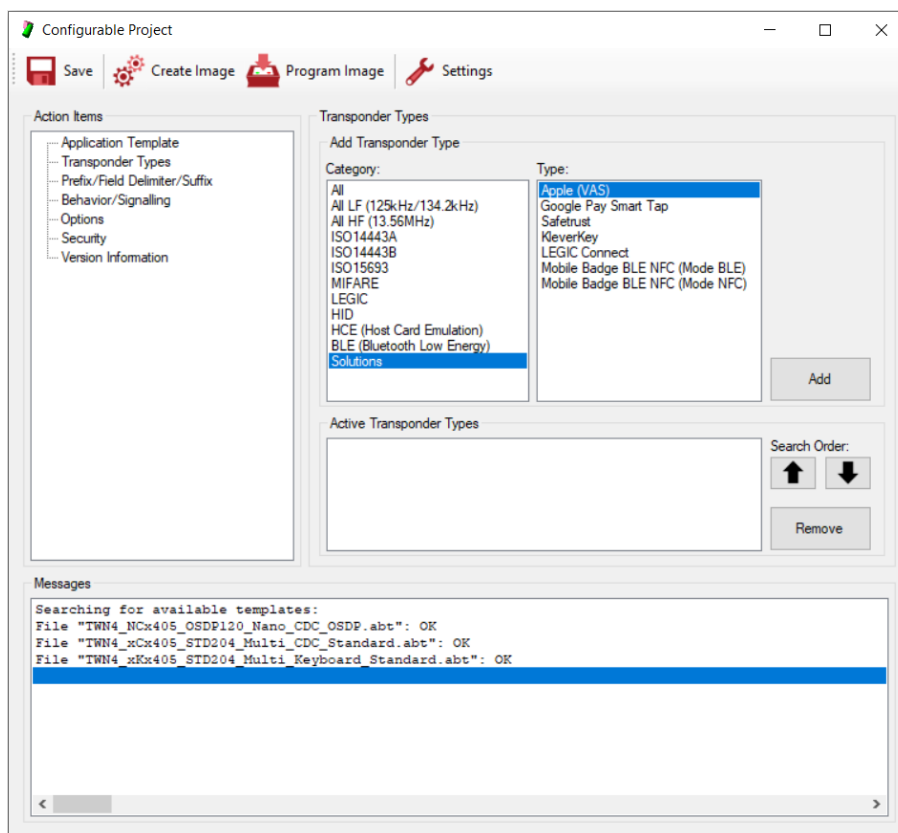 Configurable Project
Save Create Image Program Image Settings
Action Items
Application Template
Transponder Types
Prefix/Field Delimiter/Suffix
Behavior/Signalling
Options
Security
Version Information
Transponder Types
Add Transponder Type
Category:
All
All LF (125kHz/134.2kHz)
All HF (13.56MHz)
ISO14443A
ISO14443B
ISO15693
MIFARE
LEGIC
HID
HCE (Host Card Emulation)
BLE (Bluetooth Low Energy)
Solutions
Type:
Apple (VAS)
Google Pay Smart Tap
Safetrust
KleverKey
LEGIC Connect
Mobile Badge BLE NFC (Mode BLE)
Mobile Badge BLE NFC (Mode NFC)
Add
Active Transponder Types
Search Order:
Remove
Messages
Searching for available templates:
File "TWN4_NCx405_OSDP120_Nano_CDC_OSDP.abt": OK
File "TWN4_xCx405_STD204_Multi_CDC_Standard.abt": OK
File "TWN4_xKx405_STD204_Multi_Keyboard_Standard.abt": OK